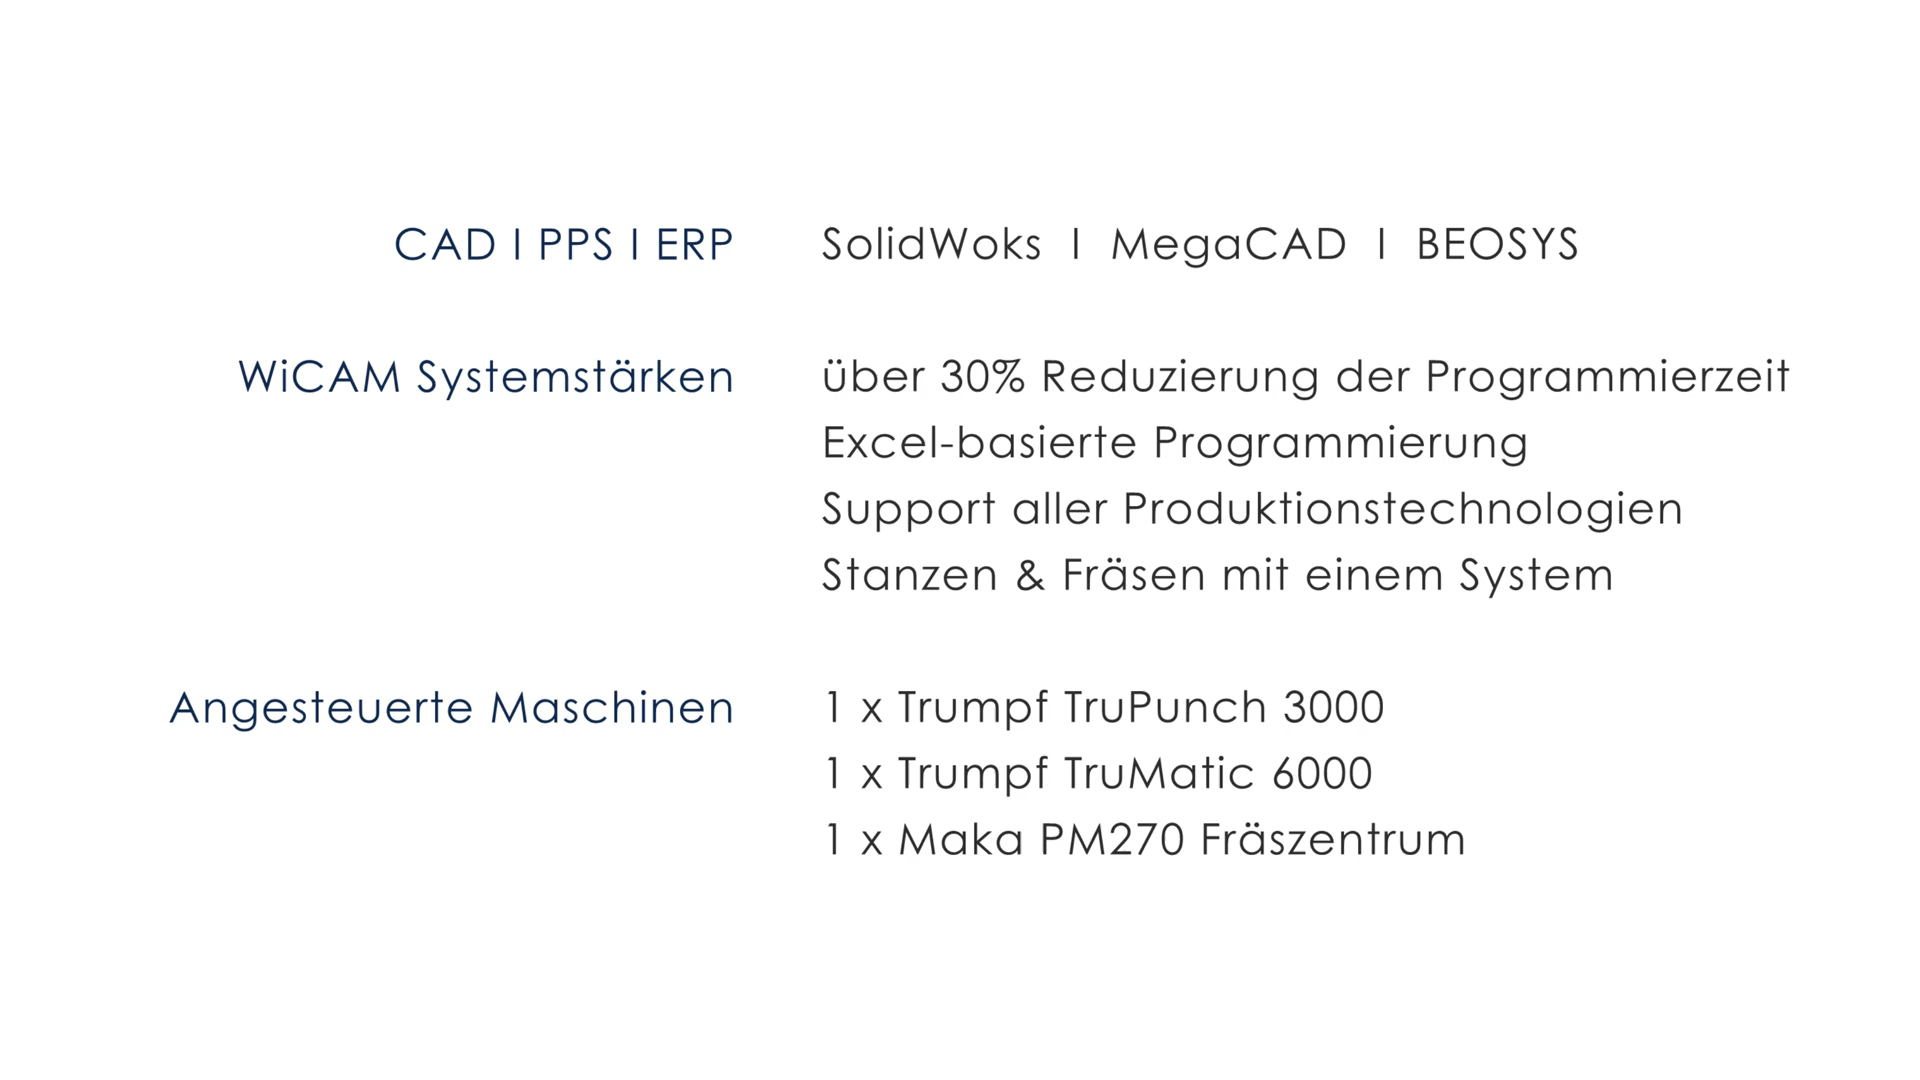 CAD I PPS I ERP SolidWoks I MegaCAD I BEOSYS
WiCAM Systemstärken über 30% Reduzierung der Programmierzeit
Excel-basierte Programmierung
Support aller Produktionstechnologien
Stanzen & Fräsen mit einem System
Angesteuerte Maschinen 1 x Trumpf TruPunch 3000
1 x Trumpf TruMatic 6000
1 x Maka PM270 Fräszentrum